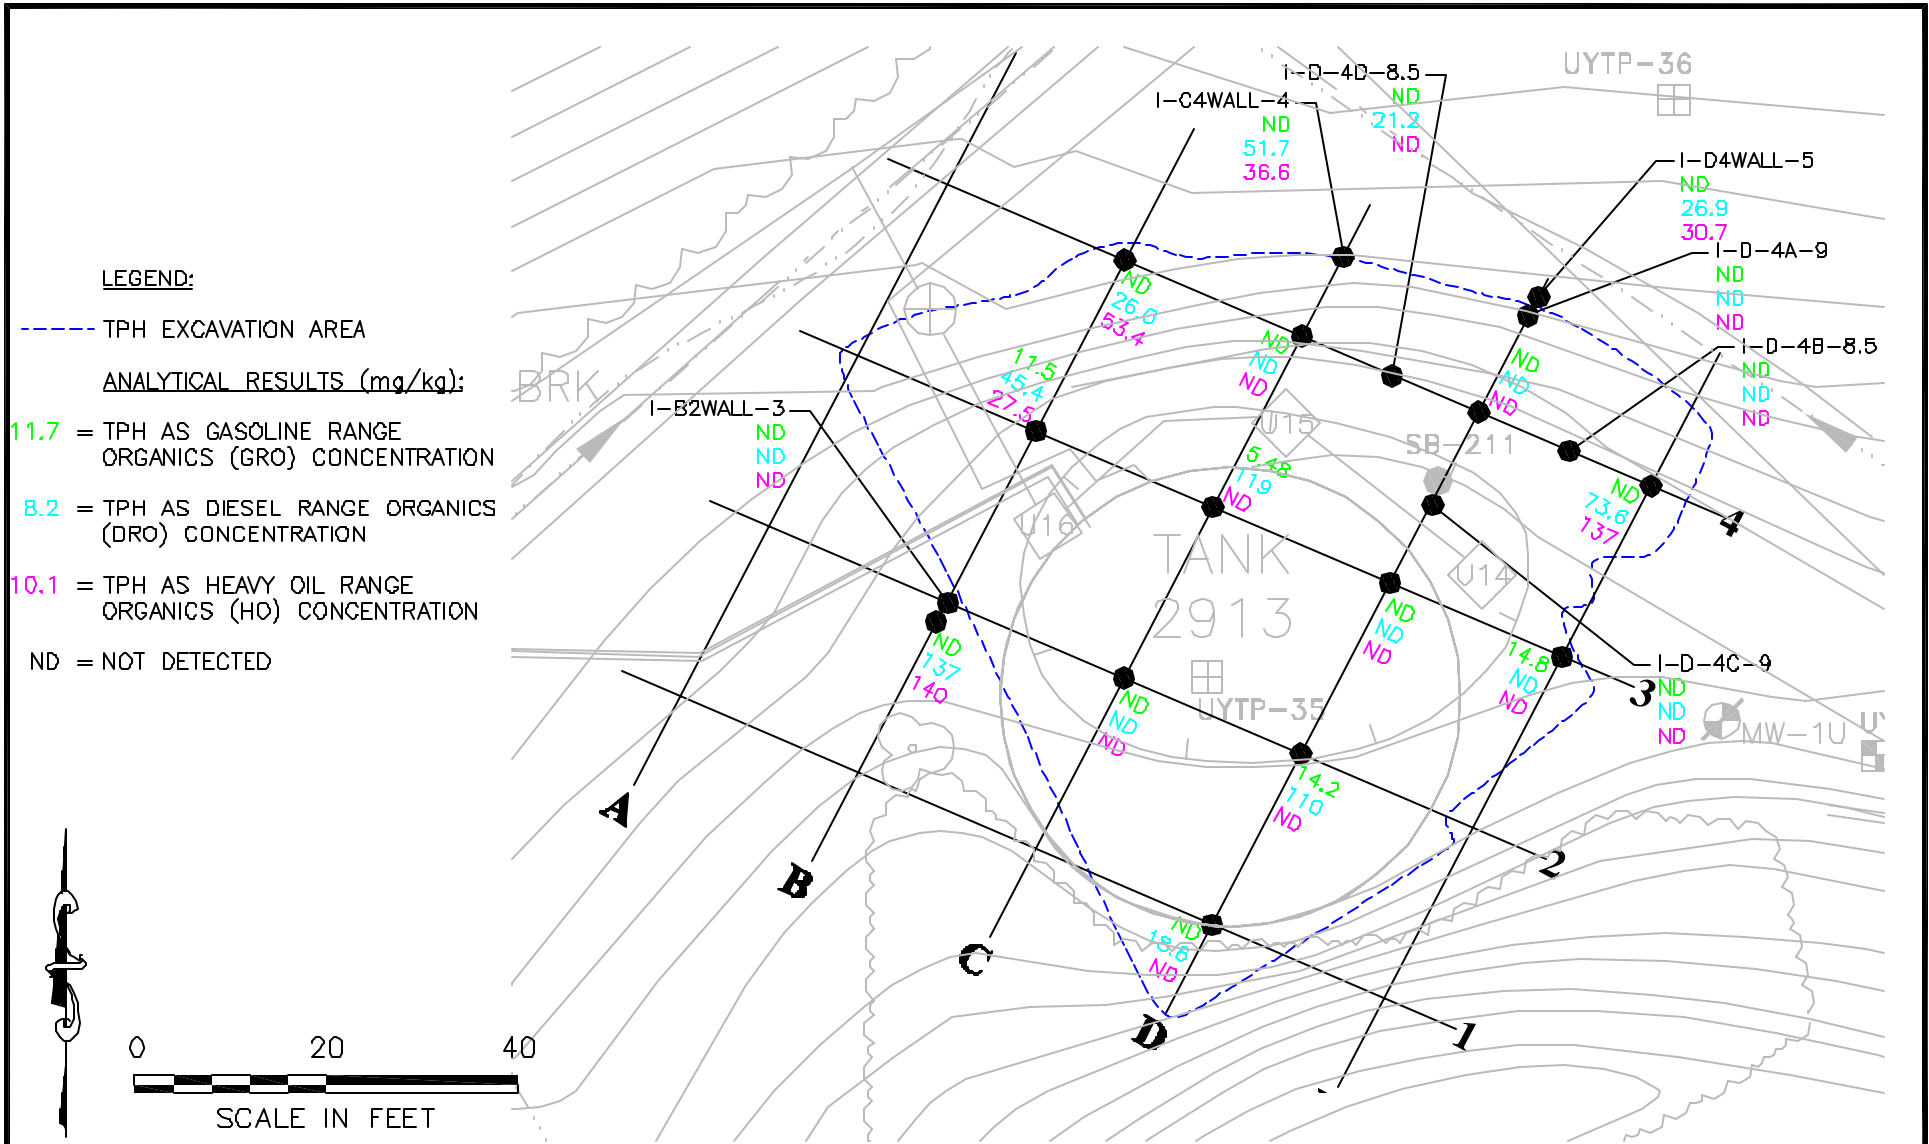 I-D-4D-8.5
ND
21.2
ND
UYTP-36
I-C4WALL-4
ND
51.7
36.6
I-D4WALL-5
ND
26.9
30.7
I-D-4A-9
ND
ND
ND
I-D-4B-8.5
ND
ND
ND
LEGEND:
TPH EXCAVATION AREA
ANALYTICAL RESULTS (mg/kg):
11.7 = TPH AS GASOLINE RANGE
ORGANICS (GRO) CONCENTRATION
8.2 = TPH AS DIESEL RANGE ORGANICS
(DRO) CONCENTRATION
10.1 = TPH AS HEAVY OIL RANGE
ORGANICS (HO) CONCENTRATION
ND = NOT DETECTED
BRK
I-B2WALL-3
ND
ND
ND
ND
26.0
53.4
11.5
45.4
27.5
ND
ND
ND
ND
ND
ND
U15
SB-211
5.48
119
ND
ND
73.6
137
4
U16
TANK
2913
U14
UYTP-35
ND
137
140
ND
ND
ND
ND
ND
ND
14.8
ND
ND
3
I-D-4C-9
ND
ND
ND
MW-1U
UY
14.2
110
ND
2
A
B
C
ND
18.6
ND
D
1
0 20 40
SCALE IN FEET